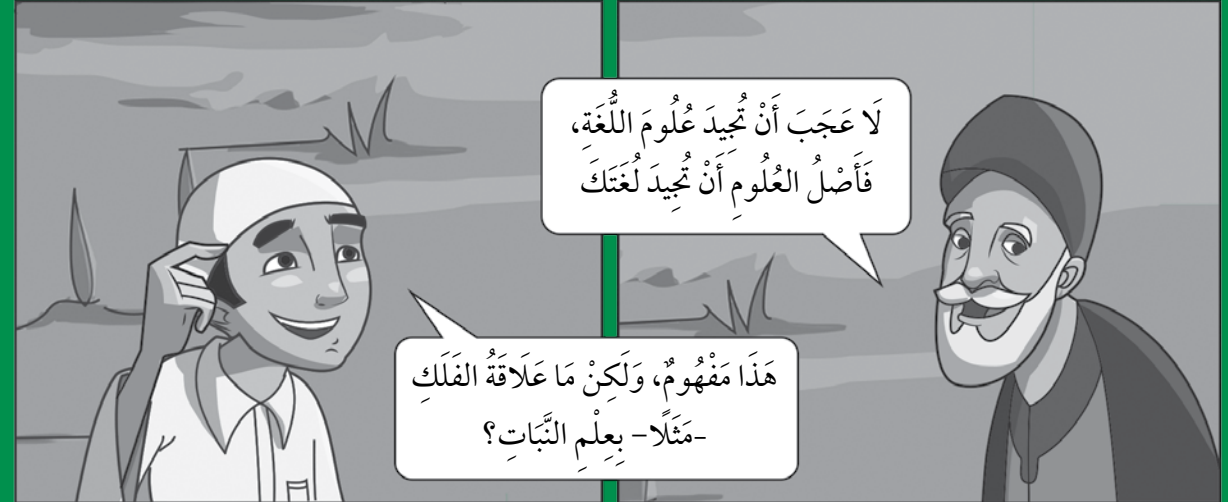 لَا عَجَبَ أَنْ تُجِيدَ عُلُومَ اللُّغَةِ،
فَأَصْلُ العُلُومِ أَنْ تُجِيدَ لُغَتَكَ
هَذَا مَفْهُومٌ، وَلَكِنْ مَا عَلَاقَةُ الفَلَكِ
-مَثَلًا- بِعِلْمِ النَّبَاتِ؟